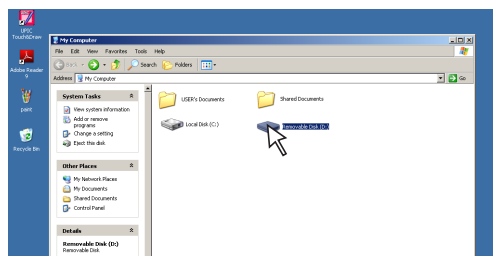 UPIC
Touch&Draw
Adobe Reader
9
paint
Recycle Bin
My Computer
File Edit View Favorites Tools Help
Back Search Folders
Address My Computer Go
System Tasks
View system information
Add or remove
programs
Change a setting
Eject this disk
Other Places
My Network Places
My Documents
Shared Documents
Control Panel
Details
Removable Disk (D:)
Removable Disk
USER's Documents
Shared Documents
Local Disk (C:)
Removable Disk (D:)